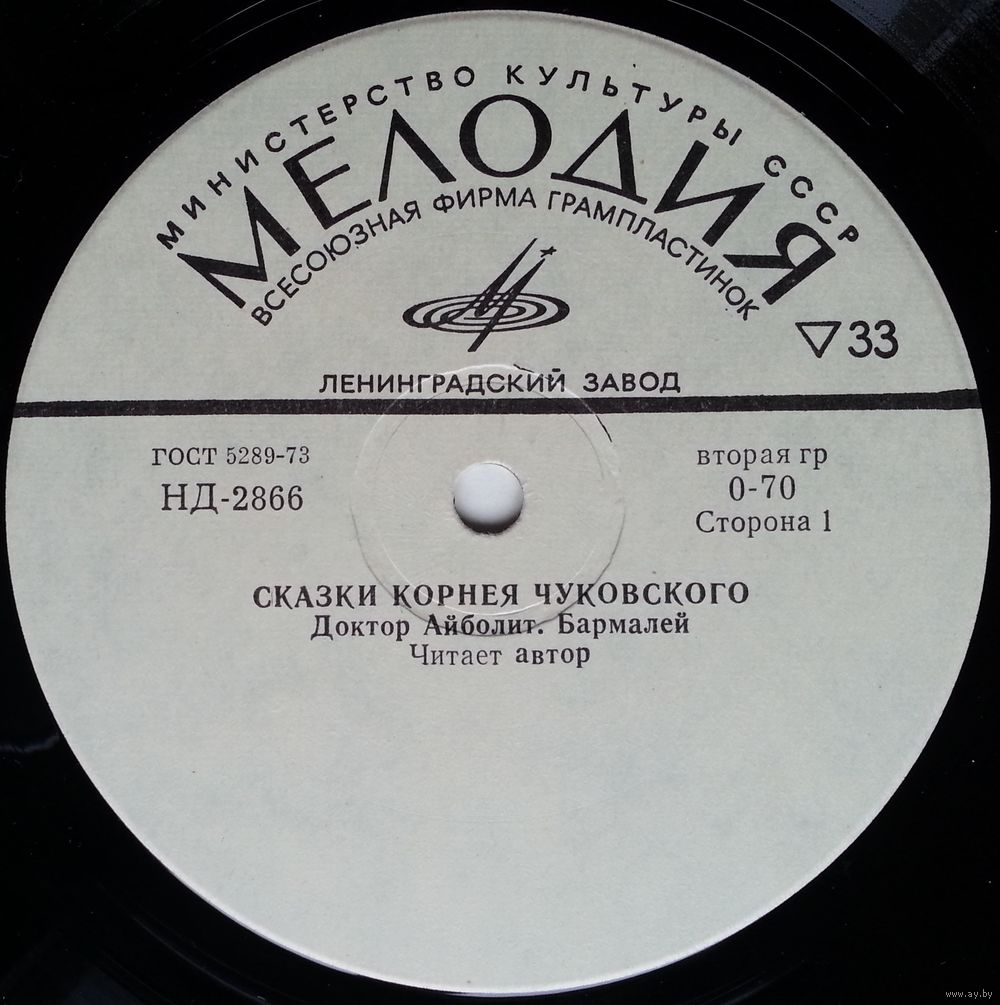 МИНИСТЕРСТВО КУЛЬТУРЫ СССР
МЕЛОДИЯ
ВСЕСОЮЗНАЯ ФИРМА ГРАМПЛАСТИНОК
33
ЛЕНИНГРАДСКИЙ ЗАВОД
ГОСТ 5289-73
НД-2866
вторая гр
0-70
Сторона 1
СКАЗКИ КОРНЕЯ ЧУКОВСКОГО
Доктор Айболит. Бармалей
Читает автор
www.ay.by